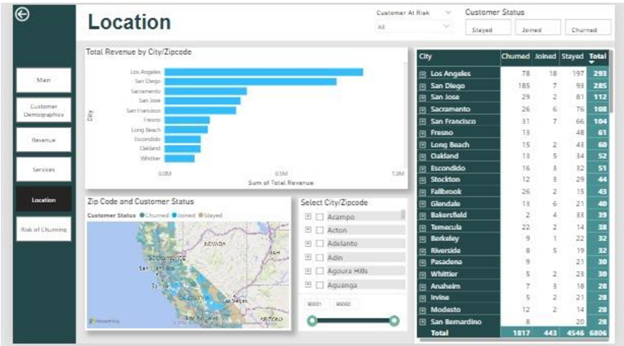 Location
Customer At Risk
All
Customer Status
Stayed
Joined
Churned
Main
Customer
Demographics
Revenue
Services
Location
Risk of Churning
Total Revenue by City/Zipcode
City
Los Angeles
San Diego
Sacramento
San Jose
San Francisco
Fresno
Long Beach
Escondido
Oakland
Whittier
0.0M 0.5M 1.0M
Sum of Total Revenue
Zip Code and Customer Status
Customer Status Churned Joined Stayed
NEVADA
Sacramento
Los Angeles
ARIZONA
Select City/Zipcode
Acampo
Acton
Adelanto
Adin
Agoura Hills
Aguanga
90001
City Churned Joined Stayed Total
Los Angeles 78 18 197 293
San Diego 185 7 93 285
San Jose 29 2 81 112
Sacramento 26 6 76 108
San Francisco 31 7 66 104
Fresno 13 48 61
Long Beach 15 2 43 60
Oakland 13 5 34 52
Escondido 16 3 32 51
Stockton 12 3 29 44
Fallbrook 26 2 15 43
Glendale 13 6 21 40
Bakersfield 2 4 33 39
Temecula 22 2 14 38
Berkeley 9 1 22 32
Riverside 8 5 19 32
Pasadena 9 21 30
Whittier 5 2 23 30
Anaheim 7 3 18 28
Irvine 5 2 21 28
Modesto 12 2 14 28
San Bernardino 8 20 28
Total 1817 443 4546 6806